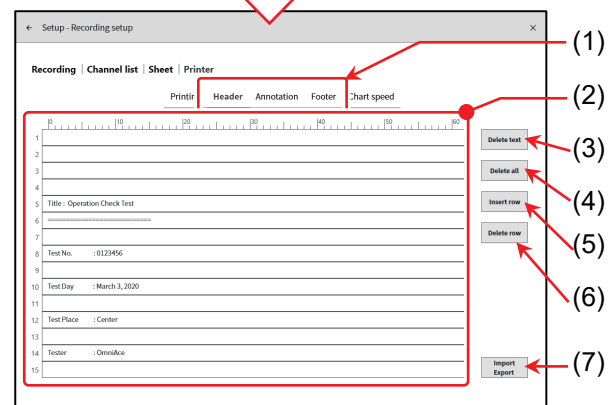 ← Setup - Recording setup ×
Recording | Channel list | Sheet | Printer
Header Annotation Footer Chart speed
(1)
(2)
0 10 20 30 40 50 60
1
Delete text
(3)
2
3
Delete all
(4)
4
5 Title : Operation Check Test
Insert row
(5)
6 ==========================
7
Delete row
(6)
8 Test No. : 0123456
9
10 Test Day : March 3, 2020
11
12 Test Place : Center
13
14 Tester : OmniAce
15
Import
Export
(7)